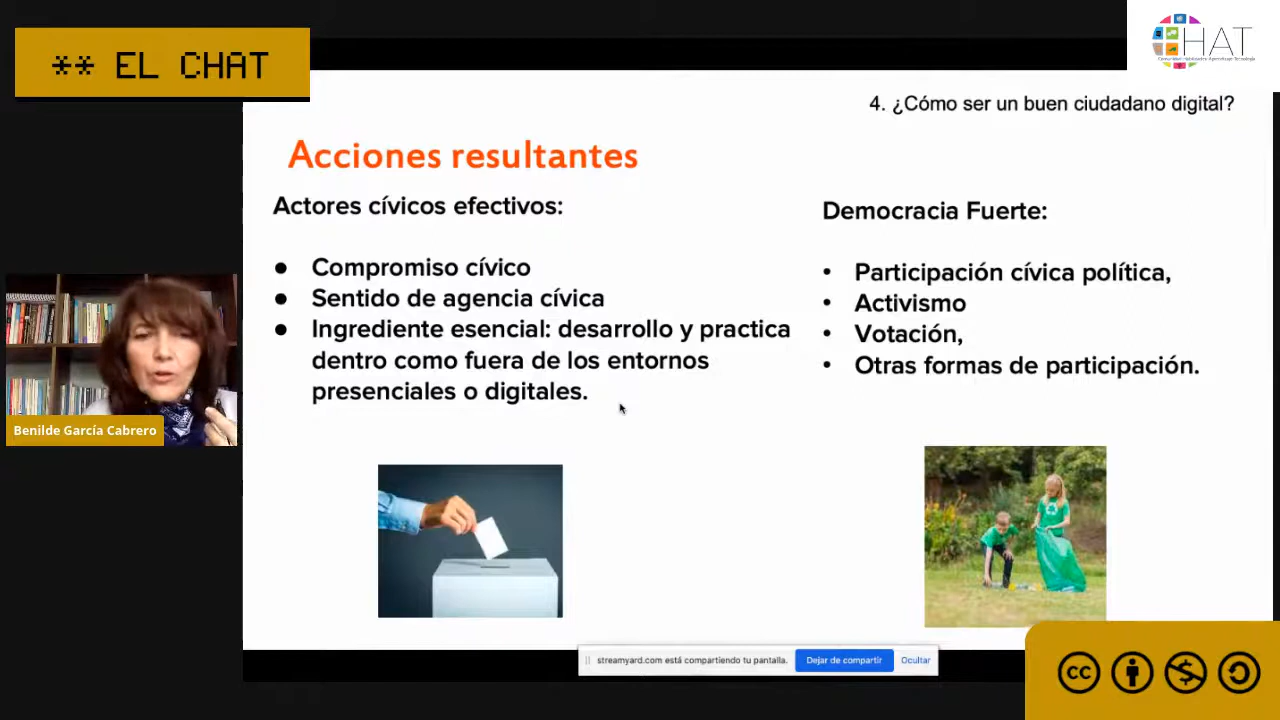 ** EL CHAT
HAT
4. ¿Cómo ser un buen ciudadano digital?
Acciones resultantes
Actores cívicos efectivos:
● Compromiso cívico
● Sentido de agencia cívica
● Ingrediente esencial: desarrollo y practica
dentro como fuera de los entornos
presenciales o digitales.
Democracia Fuerte:
• Participación cívica política,
• Activismo
• Votación,
• Otras formas de participación.
Benilde García Cabrero
streamyard.com está compartiendo tu pantalla.
Dejar de compartir
Ocultar
cc